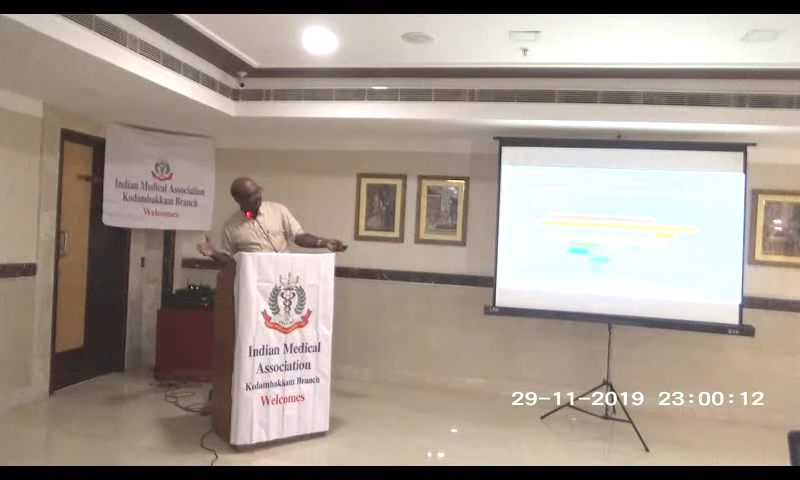 Indian Medical Association
Kodambakkam Branch
Welcomes
Indian Medical
Association
Kodambakkam Branch
Welcomes
29-11-2019 23:00:12